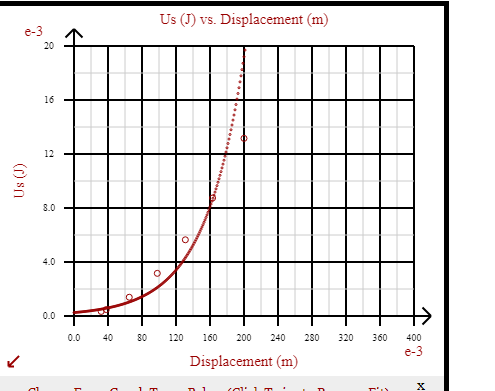 Us (J) vs. Displacement (m)
e-3
20
16
12
8.0
4.0
0.0
Us (J)
0.0 40 80 120 160 200 240 280 320 360 400
e-3
Displacement (m)
x